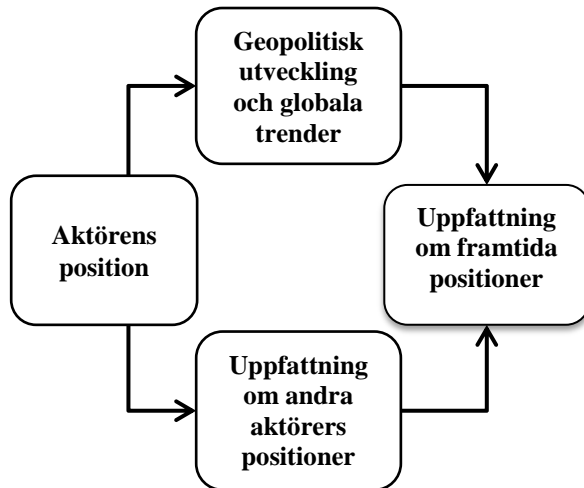 Geopolitisk
utveckling
och globala
trender
Aktörens
position
Uppfattning
om framtida
positioner
Uppfattning
om andra
aktörers
positioner